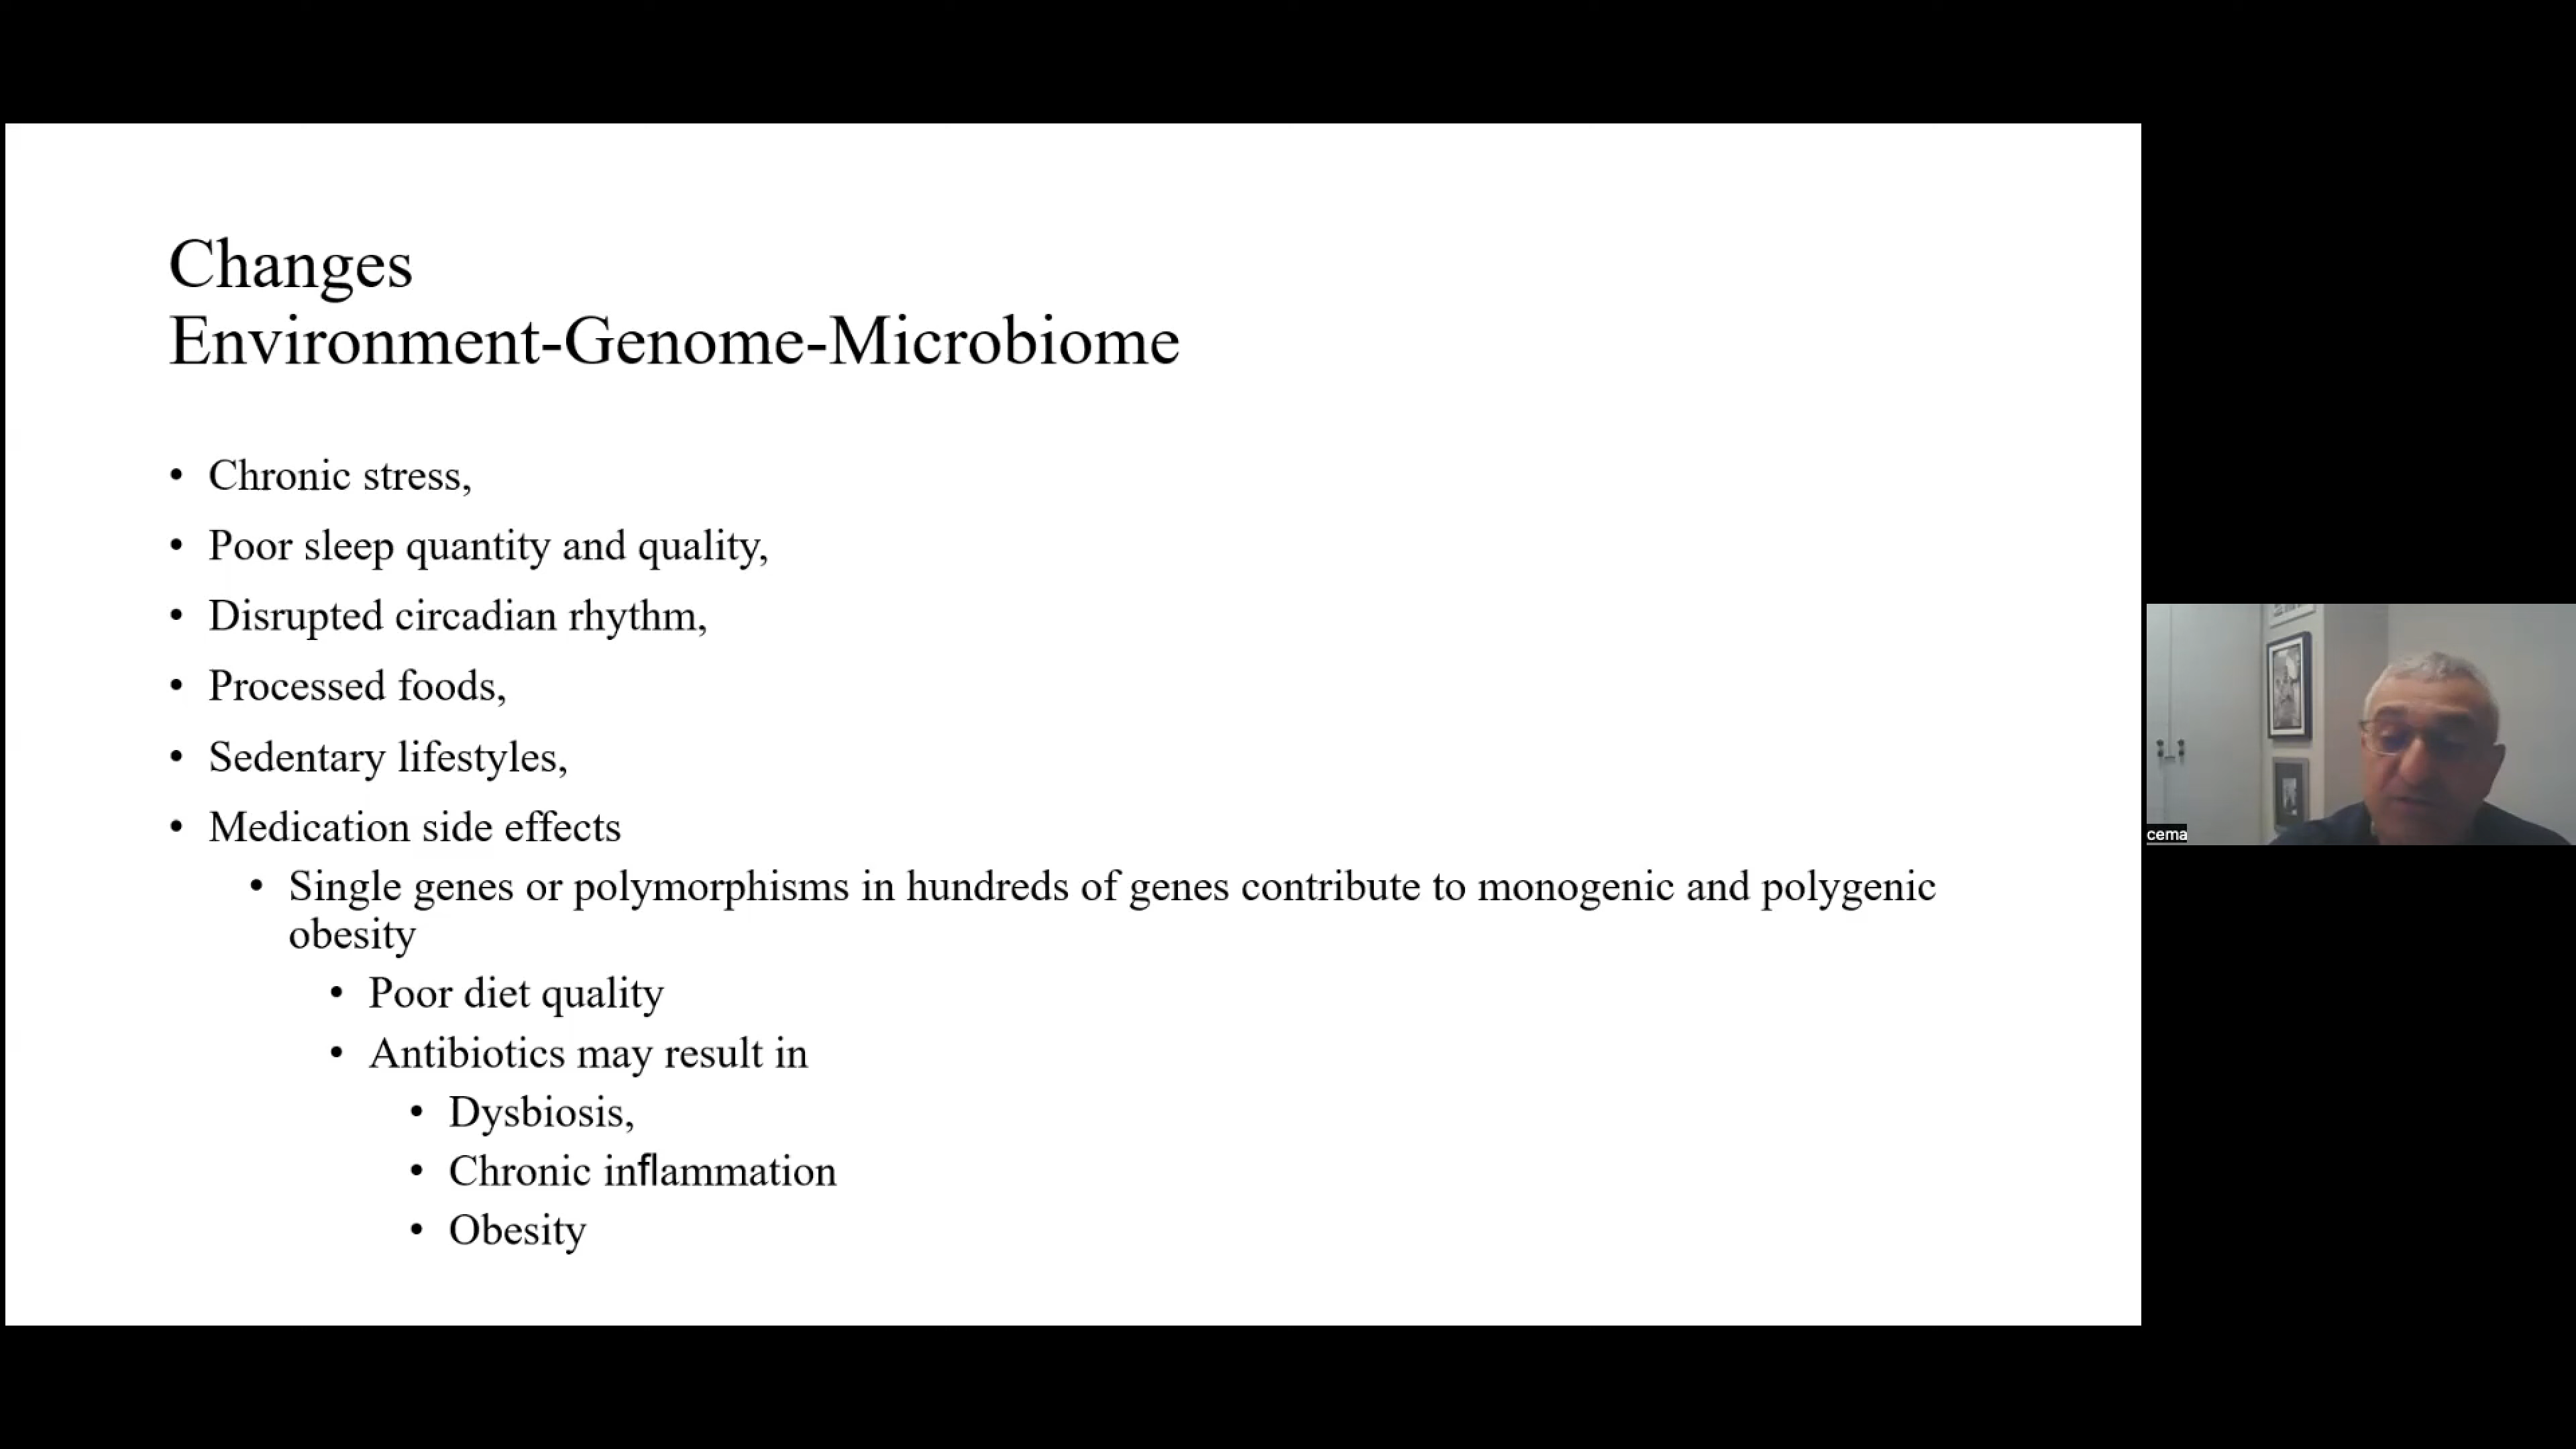 Changes
Environment-Genome-Microbiome
• Chronic stress,
• Poor sleep quantity and quality,
• Disrupted circadian rhythm,
• Processed foods,
• Sedentary lifestyles,
• Medication side effects
• Single genes or polymorphisms in hundreds of genes contribute to monogenic and polygenic
obesity
• Poor diet quality
• Antibiotics may result in
• Dysbiosis,
• Chronic inflammation
• Obesity
cema